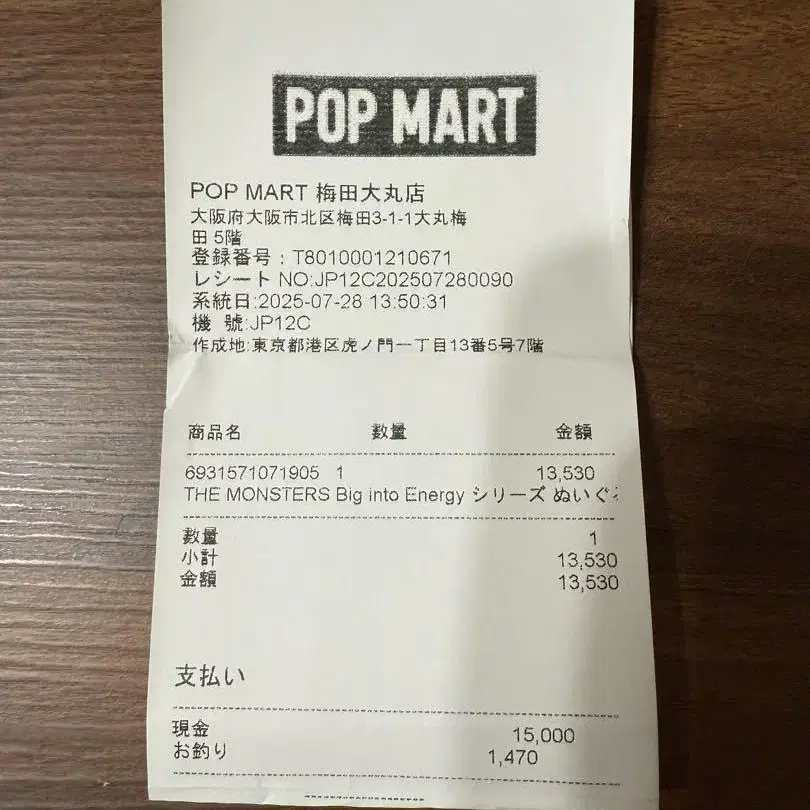 POP MART
POP MART 梅田大丸店
大阪府大阪市北区梅田3-1-1大丸梅
田 5階
登録番号：T8010001210671
レシート NO:JP12C202507280090
系統日:2025-07-28 13:50:31
機 號:JP12C
作成地:東京都港区虎ノ門一丁目13番5号7階
商品名 数量 金額
6931571071905 1 13,530
THE MONSTERS Big into Energy シリーズ ぬいぐ
数量 1
小計 13,530
金額 13,530
支払い
現金 15,000
お釣り 1,470